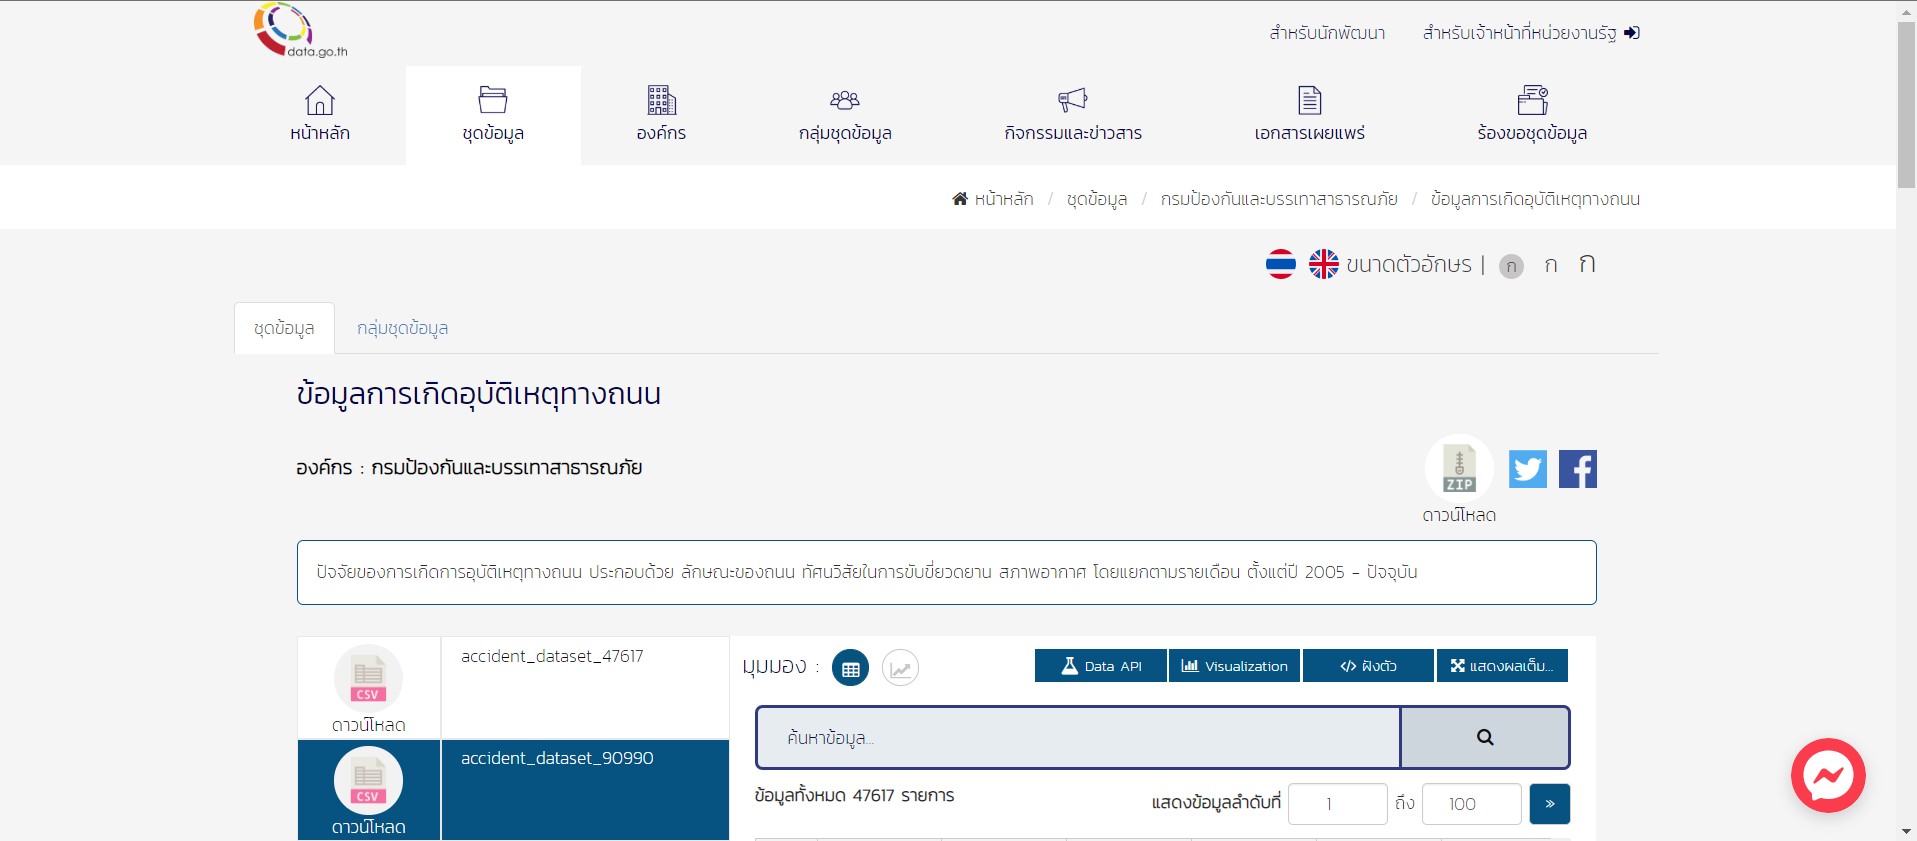 data.go.th
สำหรับนักพัฒนา
สำหรับเจ้าหน้าที่หน่วยงานรัฐ
หน้าหลัก
ชุดข้อมูล
องค์กร
กลุ่มชุดข้อมูล
กิจกรรมและข่าวสาร
เอกสารเผยแพร่
ร้องขอชุดข้อมูล
หน้าหลัก / ชุดข้อมูล / กรมป้องกันและบรรเทาสาธารณภัย / ข้อมูลการเกิดอุบัติเหตุทางถนน
ขนาดตัวอักษร | ก ก ก
ชุดข้อมูล
กลุ่มชุดข้อมูล
ข้อมูลการเกิดอุบัติเหตุทางถนน
องค์กร : กรมป้องกันและบรรเทาสาธารณภัย
ZIP
ดาวน์โหลด
ปัจจัยของการเกิดการอุบัติเหตุทางถนน ประกอบด้วย ลักษณะของถนน ทัศนวิสัยในการขับขี่ยวดยาน สภาพอากาศ โดยแยกตามรายเดือน ตั้งแต่ปี 2005 - ปัจจุบัน
CSV
ดาวน์โหลด
accident_dataset_47617
CSV
ดาวน์โหลด
accident_dataset_90990
มุมมอง :
Data API
Visualization
</> ฝังตัว
แสดงผลเต็ม...
ค้นหาข้อมูล...
ข้อมูลทั้งหมด 47617 รายการ
แสดงข้อมูลลำดับที่ 1 ถึง 100 »